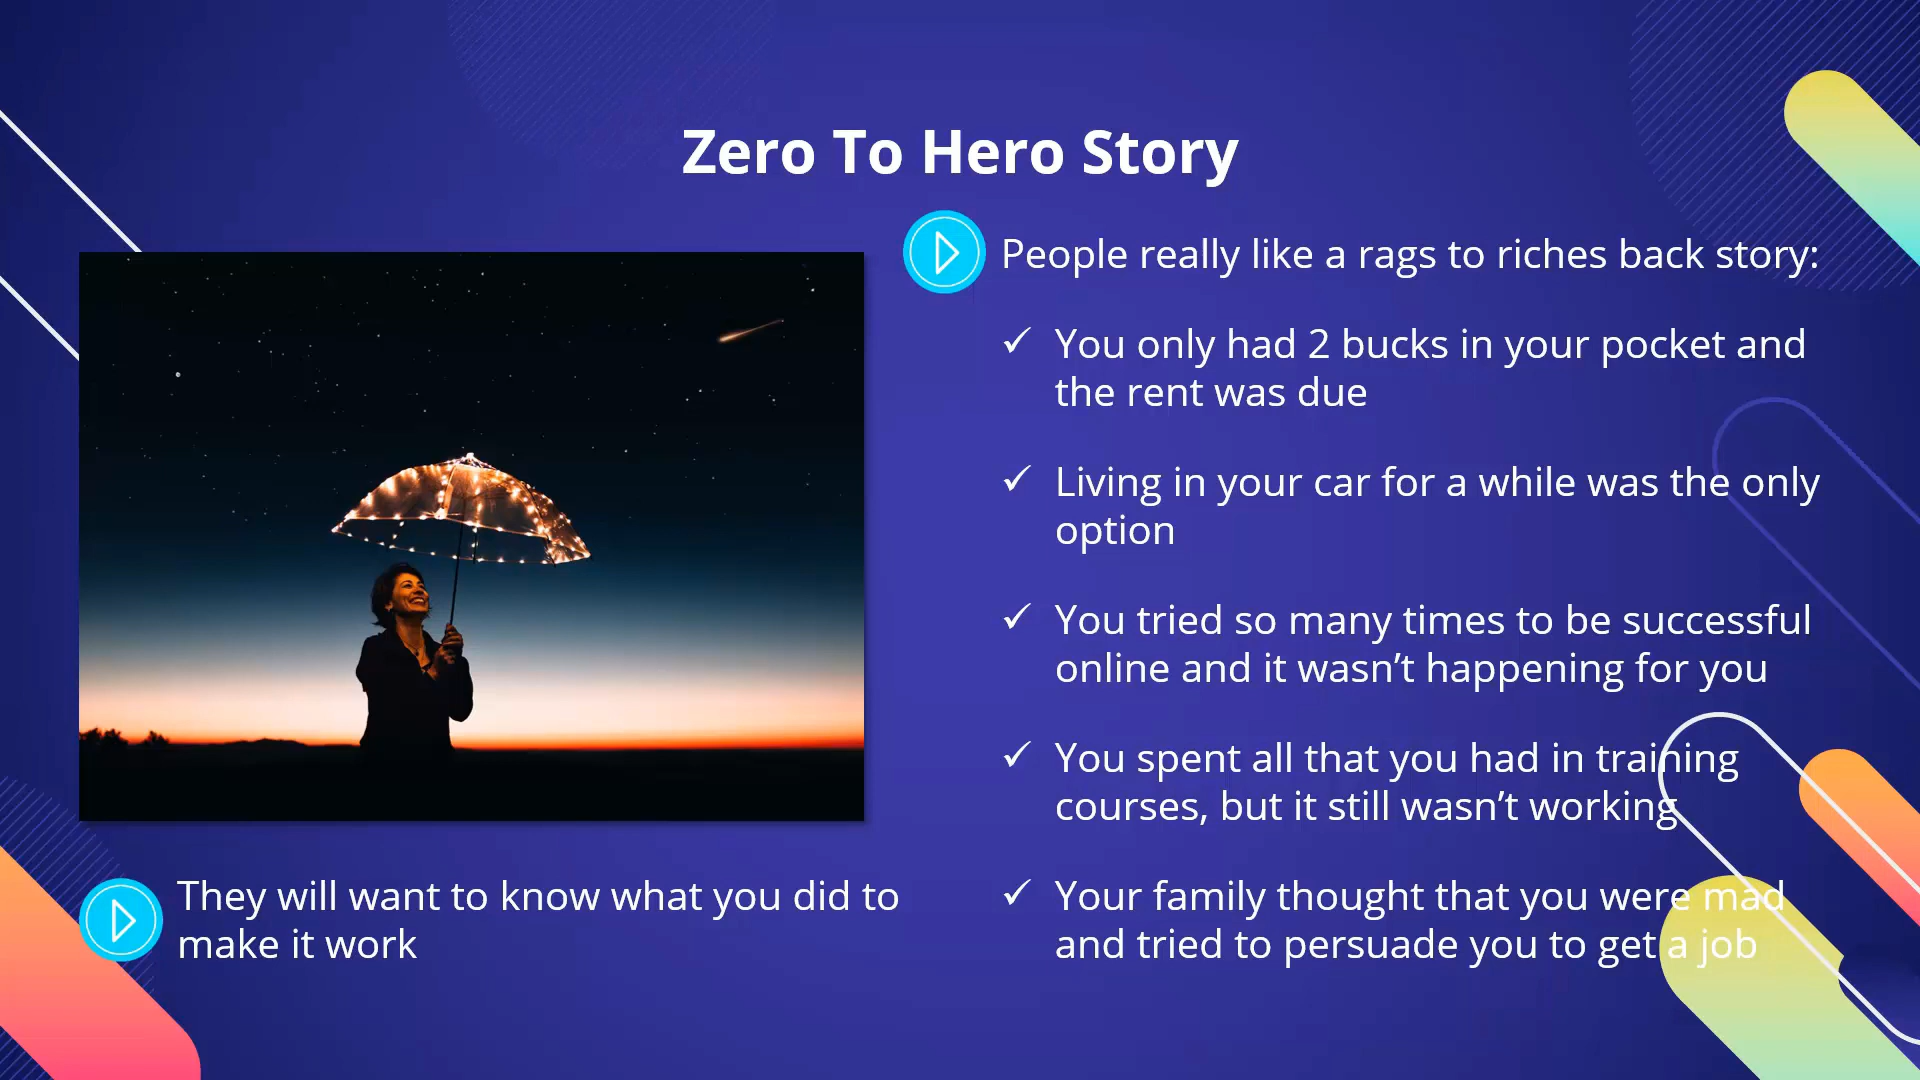 Zero To Hero Story
People really like a rags to riches back story:
✓ You only had 2 bucks in your pocket and
the rent was due
✓ Living in your car for a while was the only
option
✓ You tried so many times to be successful
online and it wasn’t happening for you
✓ You spent all that you had in training
courses, but it still wasn’t working
✓ Your family thought that you were mad
and tried to persuade you to get a job
They will want to know what you did to
make it work